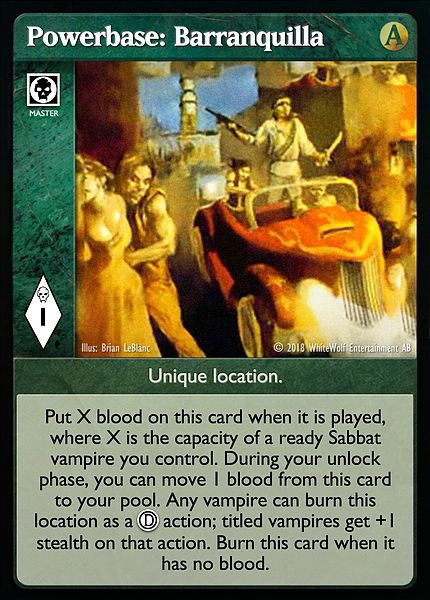 Powerbase: Barranquilla
A
MASTER
1
Illus: Brian LeBlanc
© 2018 WhiteWolf Entertainment AB
Unique location.
Put X blood on this card when it is played,
where X is the capacity of a ready Sabbat
vampire you control. During your unlock
phase, you can move 1 blood from this card
to your pool. Any vampire can burn this
location as a Ⓓ action; titled vampires get +1
stealth on that action. Burn this card when it
has no blood.